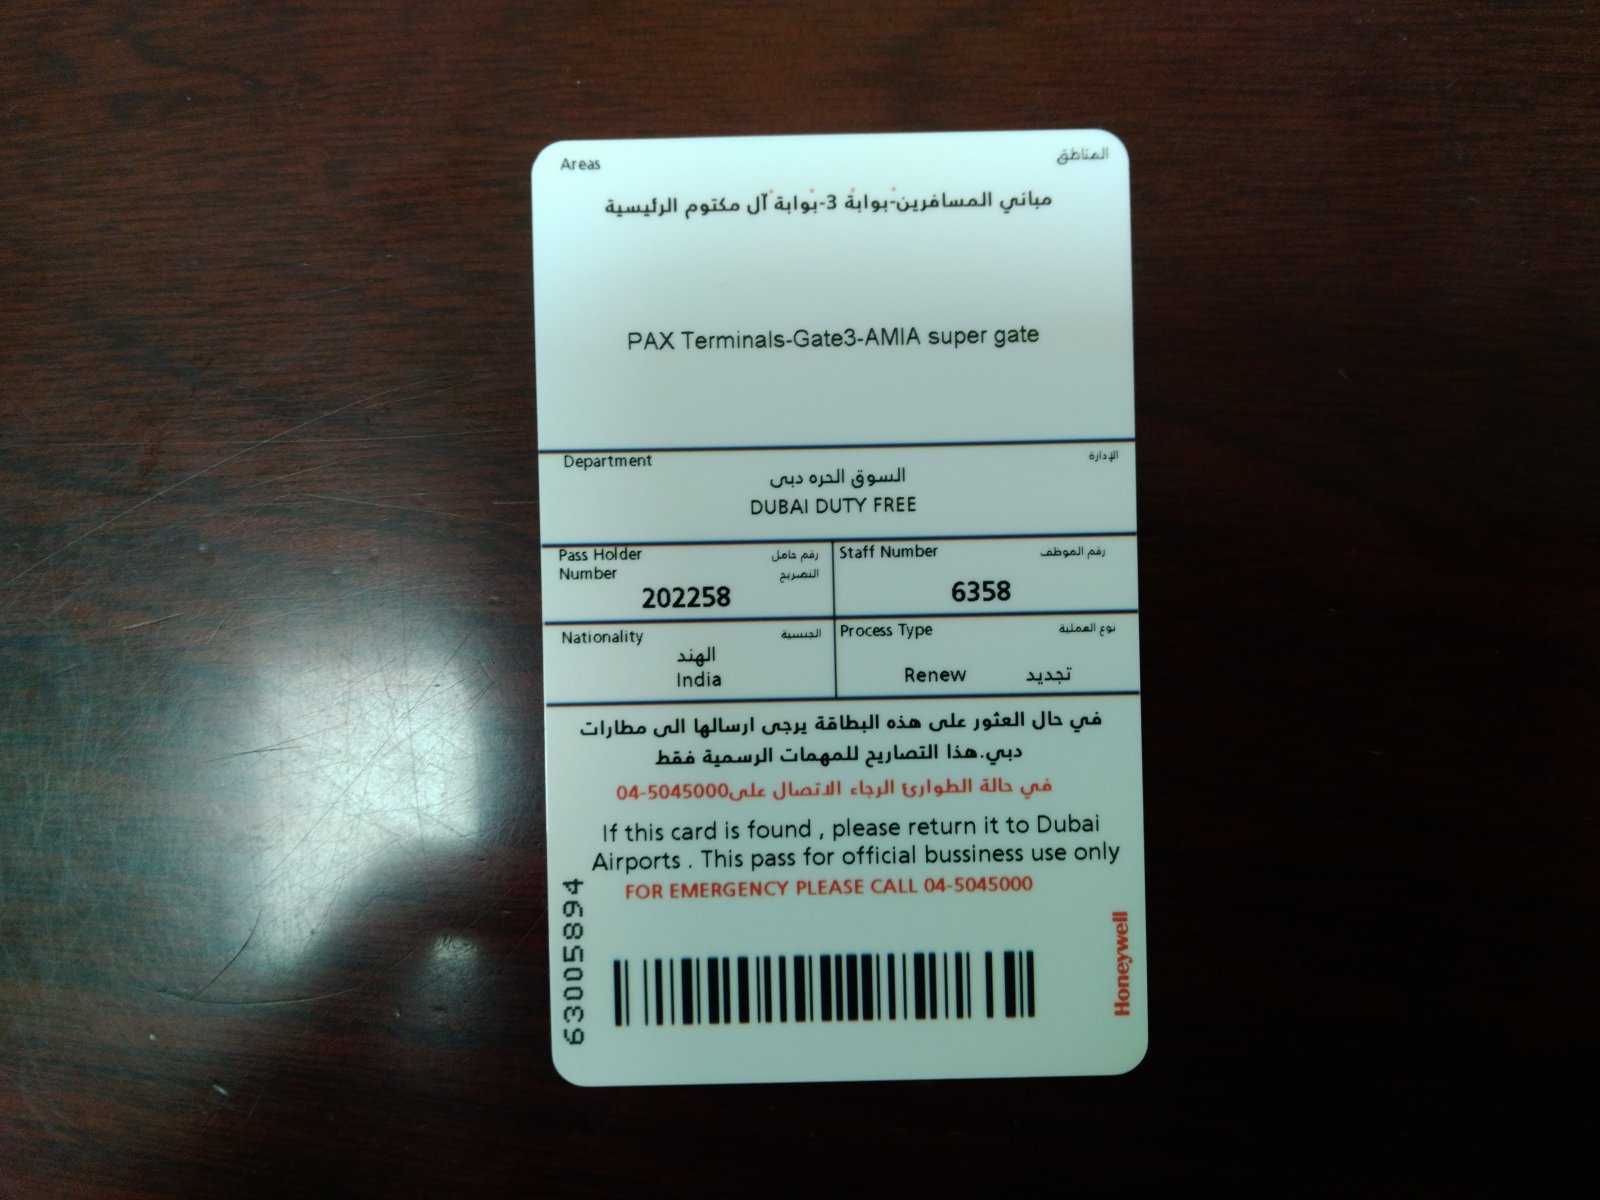 Areas المناطق
مباني المسافرين-بوابة 3-بوابة آل مكتوم الرئيسية
PAX Terminals-Gate3-AMIA super gate
Department الإدارة
السوق الحره دبى
DUBAI DUTY FREE
Pass Holder رقم حامل
Number التصريح
202258
Staff Number رقم الموظف
6358
Nationality الجنسية
الهند
India
Process Type نوع العملية
Renew تجديد
في حال العثور على هذه البطاقة يرجى ارسالها الى مطارات
دبي.هذا التصاريح للمهمات الرسمية فقط
في حالة الطوارئ الرجاء الاتصال على04-5045000
If this card is found , please return it to Dubai
Airports . This pass for official bussiness use only
FOR EMERGENCY PLEASE CALL 04-5045000
63005894
Honeywell